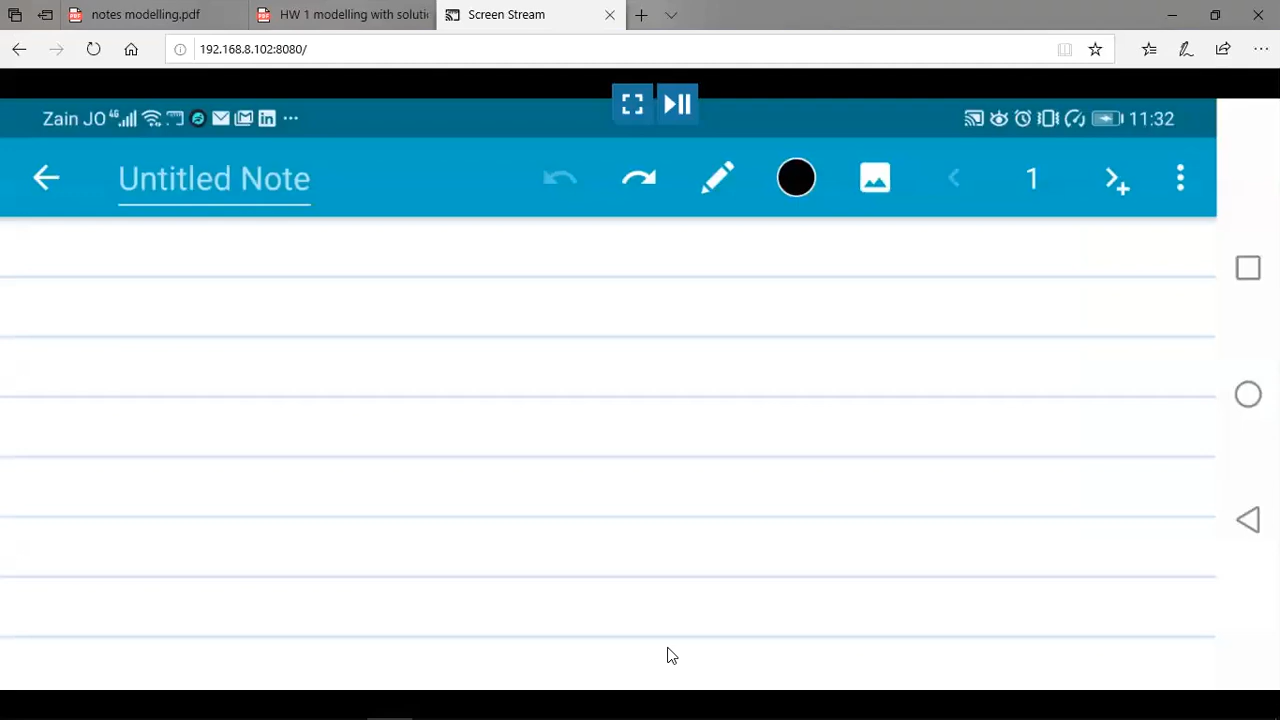 notes modelling.pdf
HW 1 modelling with soluti
Screen Stream
192.168.8.102:8080/
Zain JO 4G
11:32
Untitled Note
1